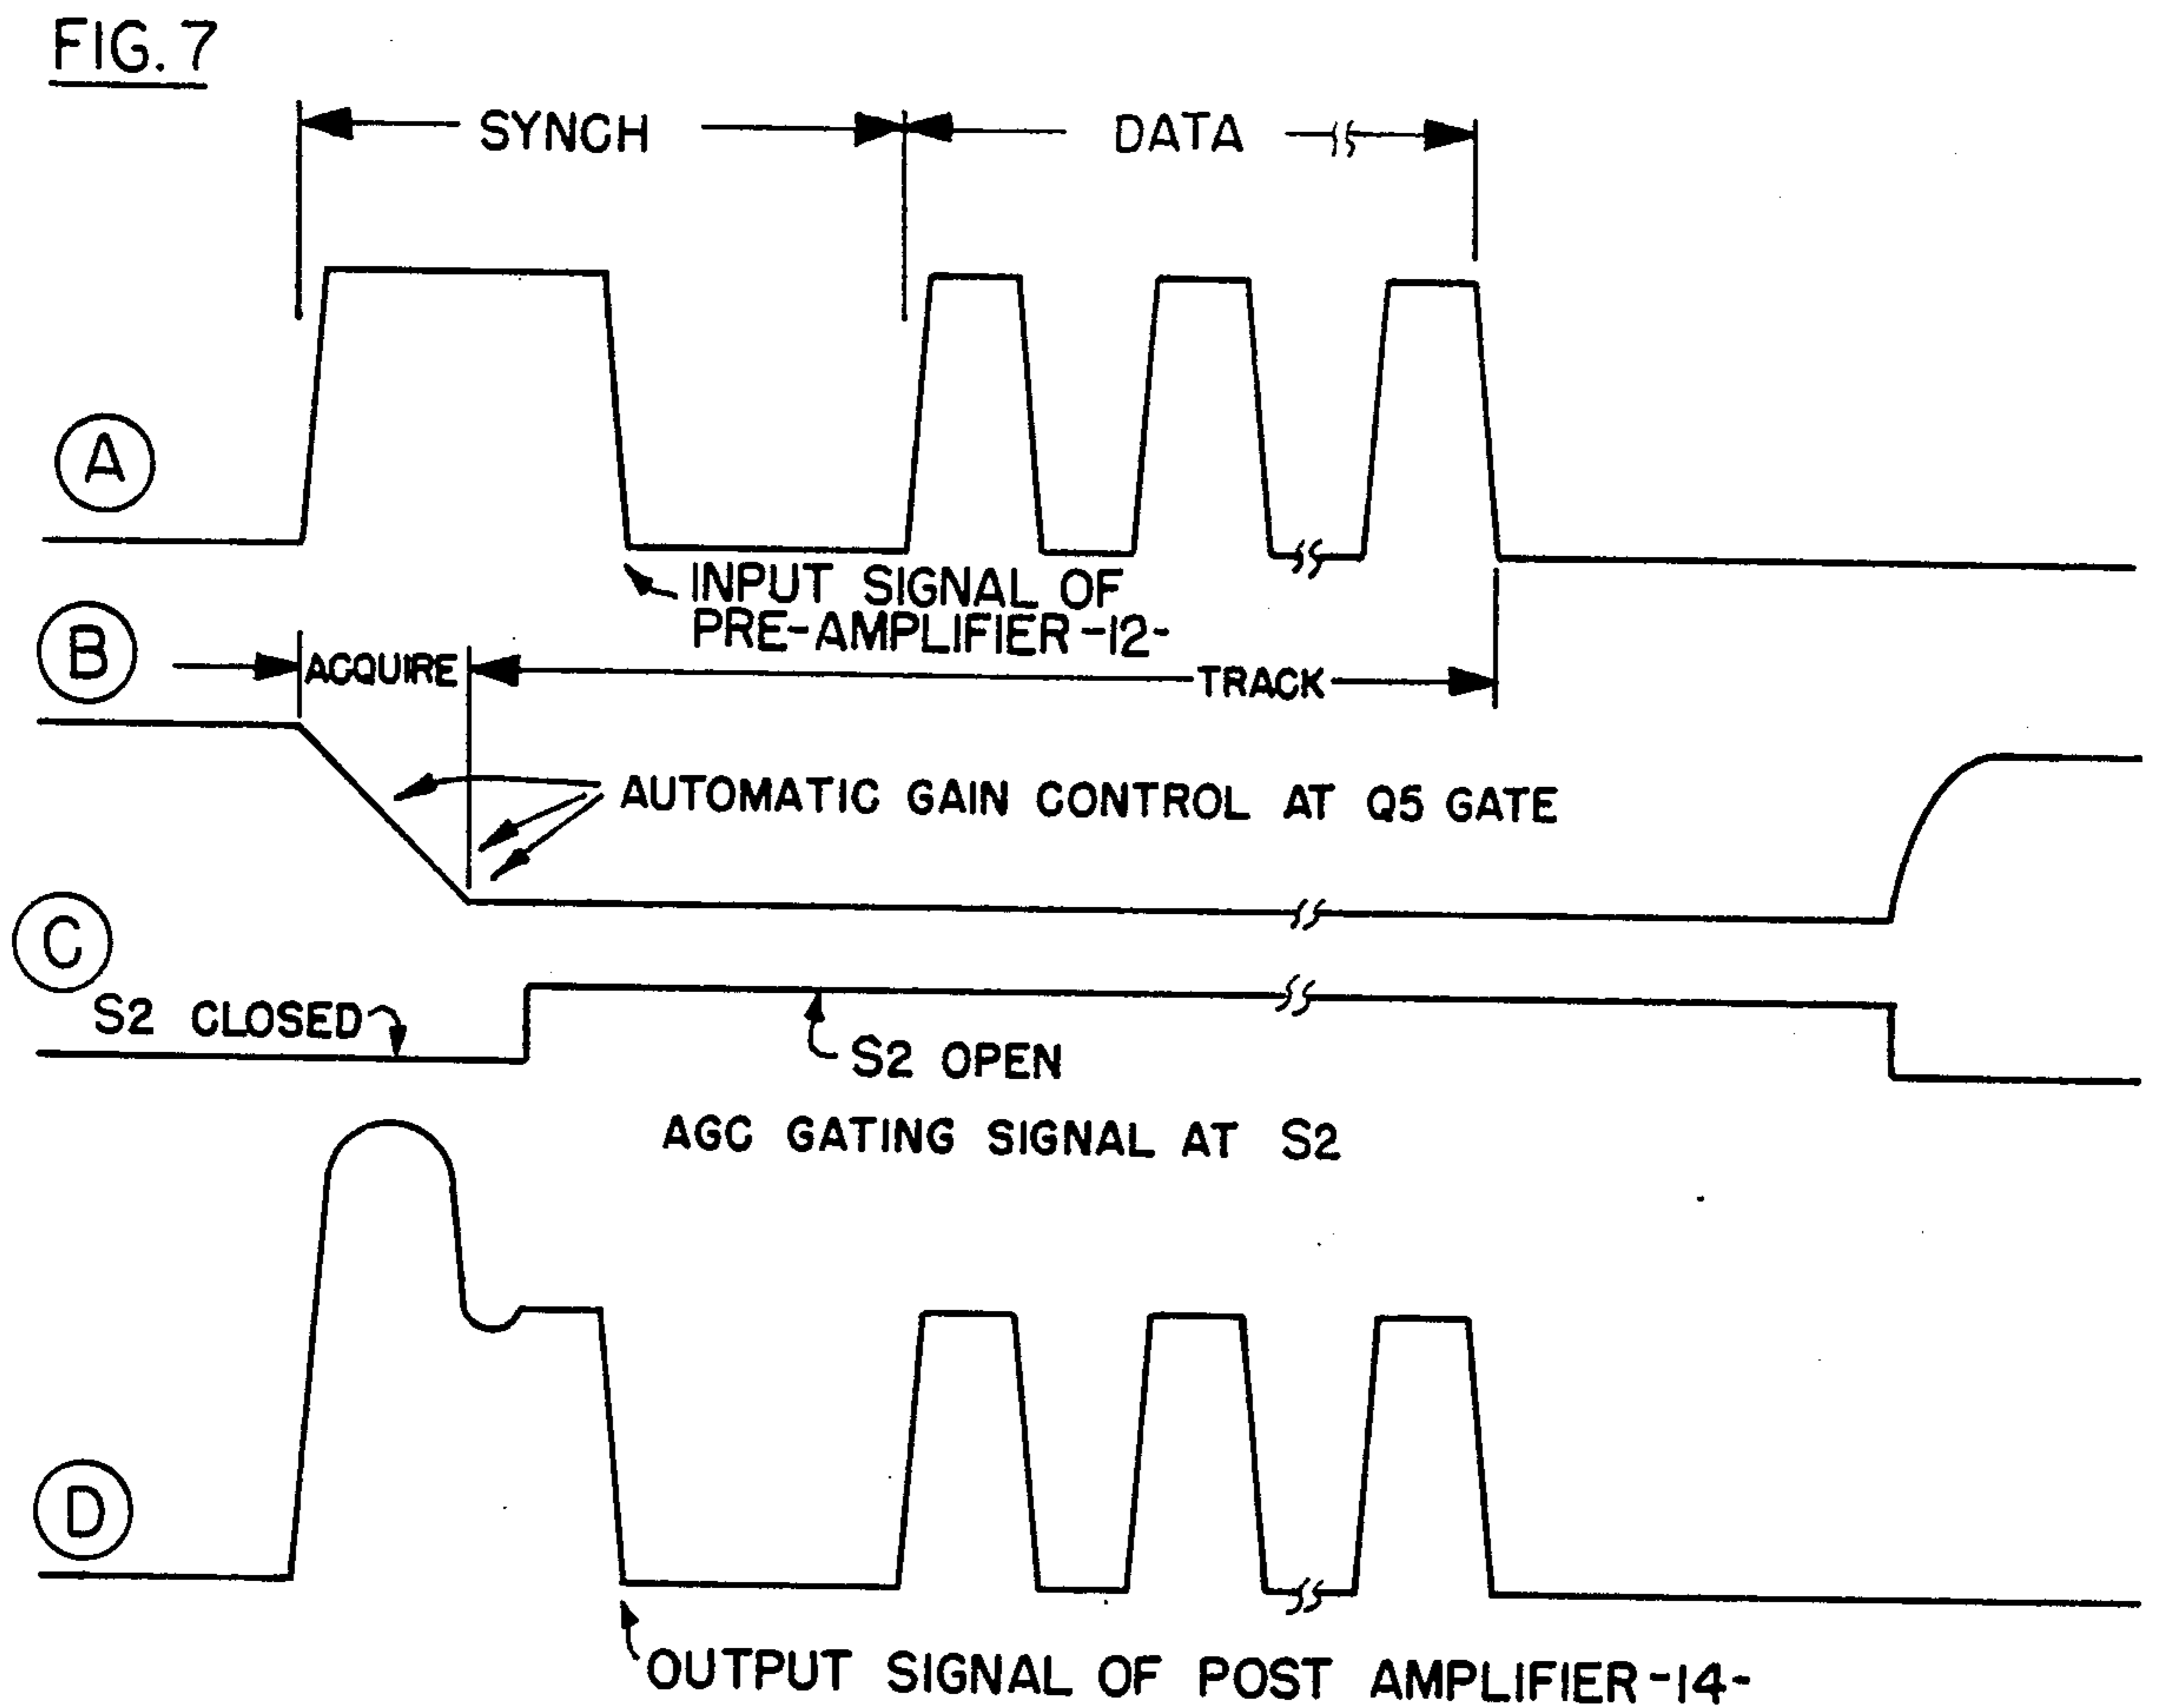 FIG. 7
SYNCH
DATA
A
INPUT SIGNAL OF
PRE-AMPLIFIER -12-
B
ACQUIRE
TRACK
AUTOMATIC GAIN CONTROL AT Q5 GATE
C
S2 CLOSED
S2 OPEN
AGC GATING SIGNAL AT S2
D
OUTPUT SIGNAL OF POST AMPLIFIER -14-